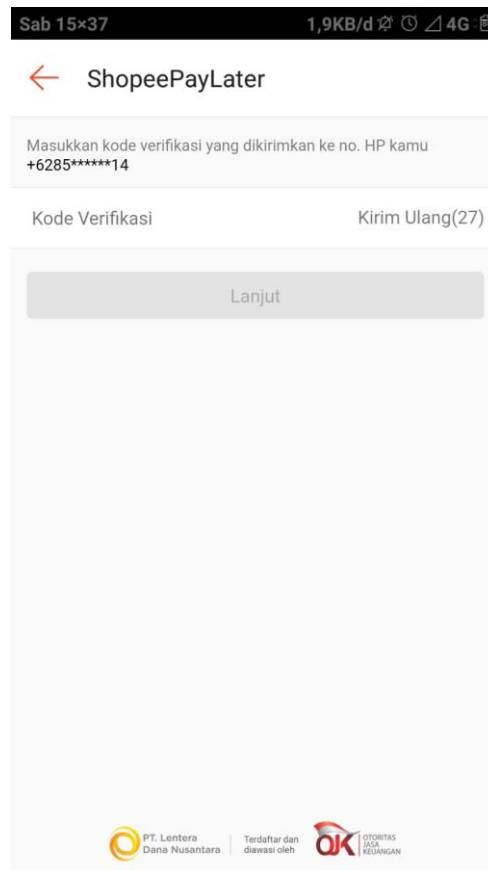 Sab 15×37 1,9KB/d 4G
ShopeePayLater
Masukkan kode verifikasi yang dikirimkan ke no. HP kamu
+6285******14
Kode Verifikasi Kirim Ulang(27)
Lanjut
PT. Lentera
Dana Nusantara
Terdaftar dan
diawasi oleh
OJK
OTORITAS
JASA
KEUANGAN